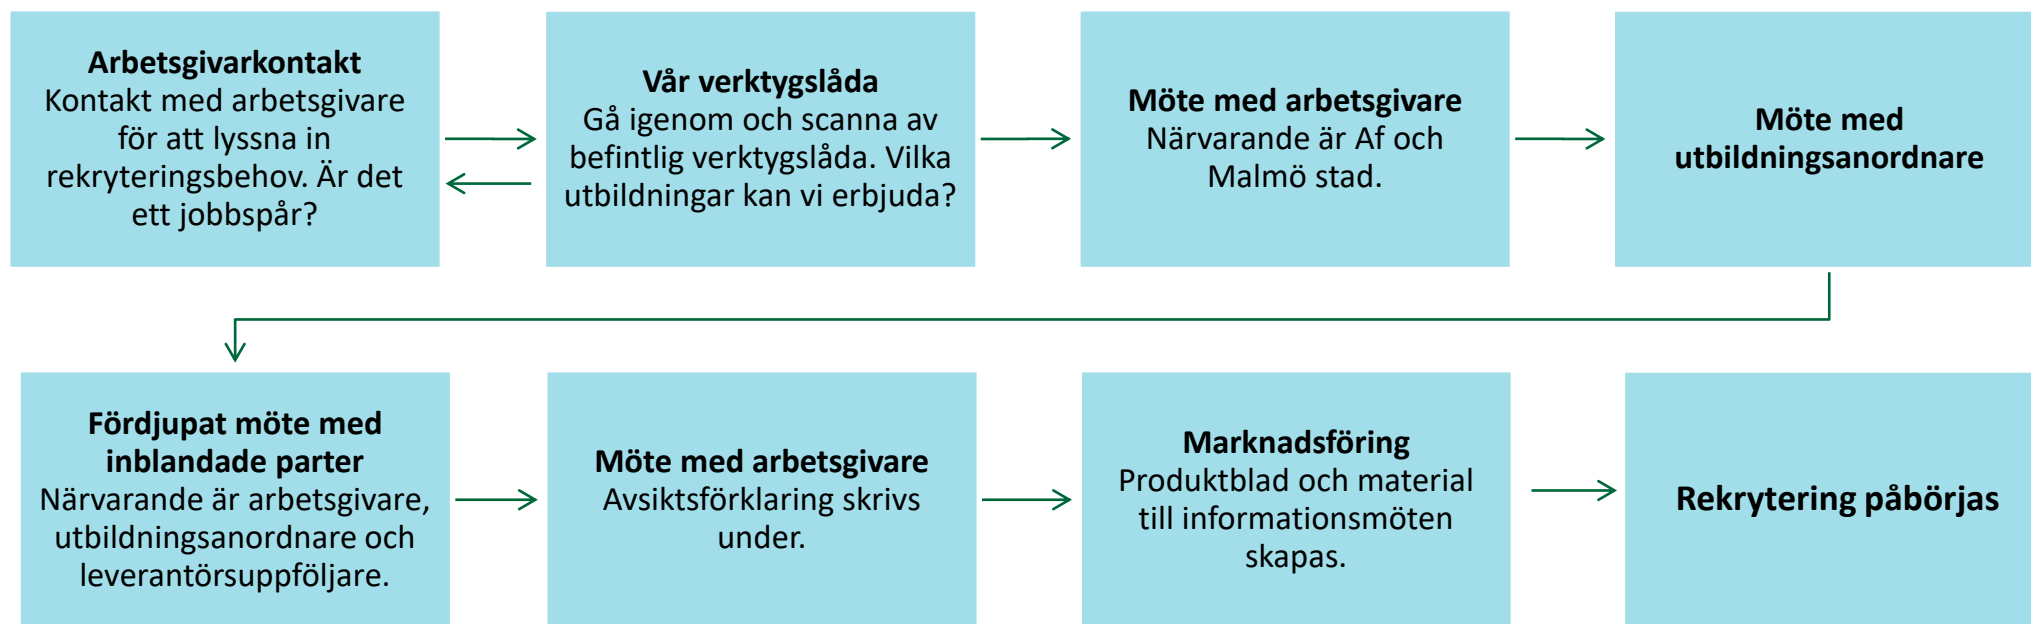 Arbetsgivarkontakt
Kontakt med arbetsgivare
för att lyssna in
rekryteringsbehov. Är det
ett jobbspår?
Vår verktygslåda
Gå igenom och scanna av
befintlig verktygslåda. Vilka
utbildningar kan vi erbjuda?
Möte med arbetsgivare
Närvarande är Af och
Malmö stad.
Möte med
utbildningsanordnare
Fördjupat möte med
inblandade parter
Närvarande är arbetsgivare,
utbildningsanordnare och
leverantörsuppföljare.
Möte med arbetsgivare
Avsiktsförklaring skrivs
under.
Marknadsföring
Produktblad och material
till informationsmöten
skapas.
Rekrytering påbörjas